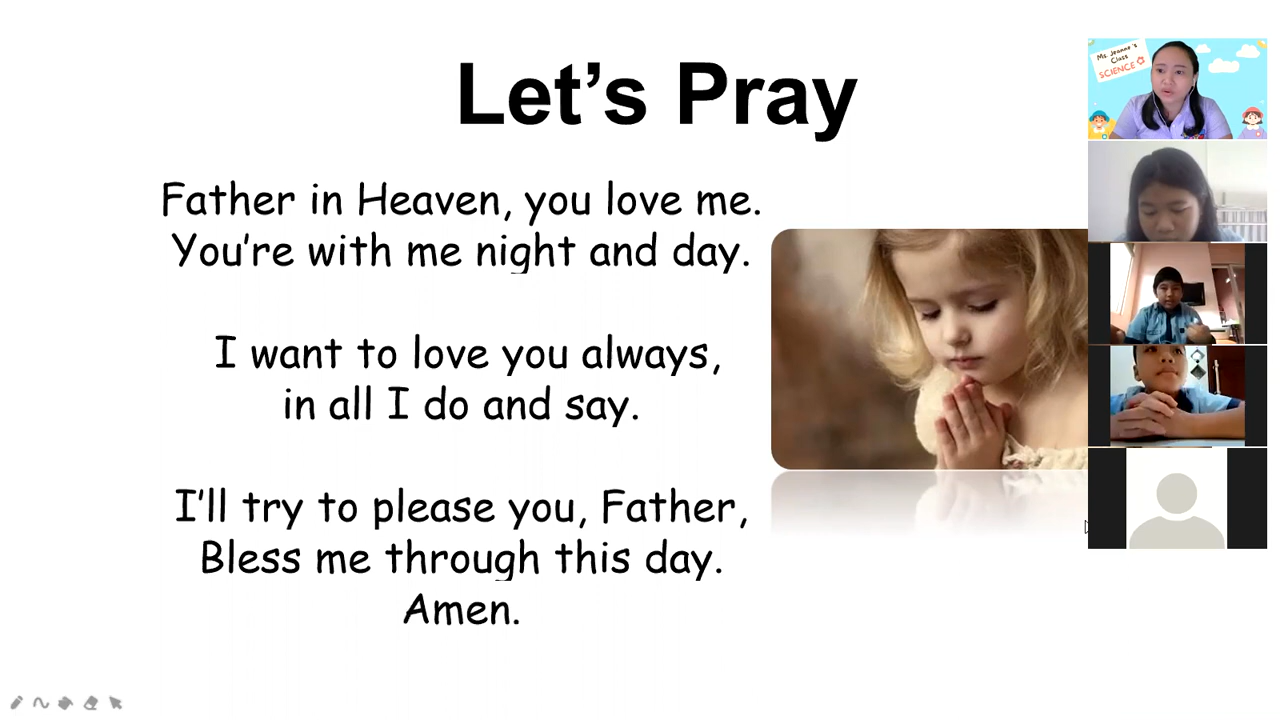 Let’s Pray
Father in Heaven, you love me.
You’re with me night and day.
I want to love you always,
in all I do and say.
I’ll try to please you, Father,
Bless me through this day.
Amen.
Ms. Jeanne's
Class
SCIENCE